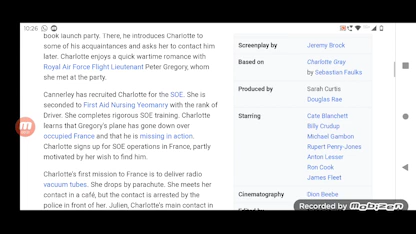 10:26
book launch party. There, he introduces Charlotte to
some of his acquaintances and asks her to contact him
later. Charlotte enjoys a quick wartime romance with
Royal Air Force Flight Lieutenant Peter Gregory, whom
she met at the party.
Cannerley has recruited Charlotte for the SOE. She is
seconded to First Aid Nursing Yeomanry with the rank of
Driver. She completes rigorous SOE training. Charlotte
learns that Gregory's plane has gone down over
occupied France and that he is missing in action.
Charlotte signs up for SOE operations in France, partly
motivated by her wish to find him.
Charlotte's first mission to France is to deliver radio
vacuum tubes. She drops by parachute. She meets her
contact in a café, but the contact is arrested by the
police in front of her. Julien, Charlotte's main contact in
Screenplay by Jeremy Brock
Based on Charlotte Gray
by Sebastian Faulks
Produced by Sarah Curtis
Douglas Rae
Starring Cate Blanchett
Billy Crudup
Michael Gambon
Rupert Penry-Jones
Anton Lesser
Ron Cook
James Fleet
Cinematography Dion Beebe
Recorded by mobizen